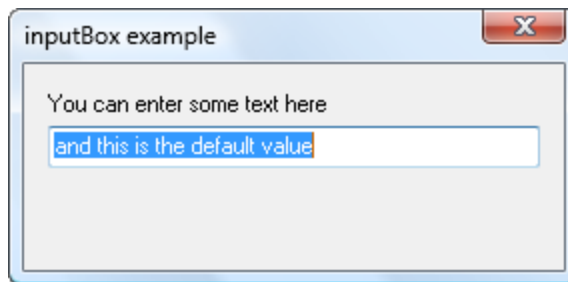 inputBox example
You can enter some text here
and this is the default value